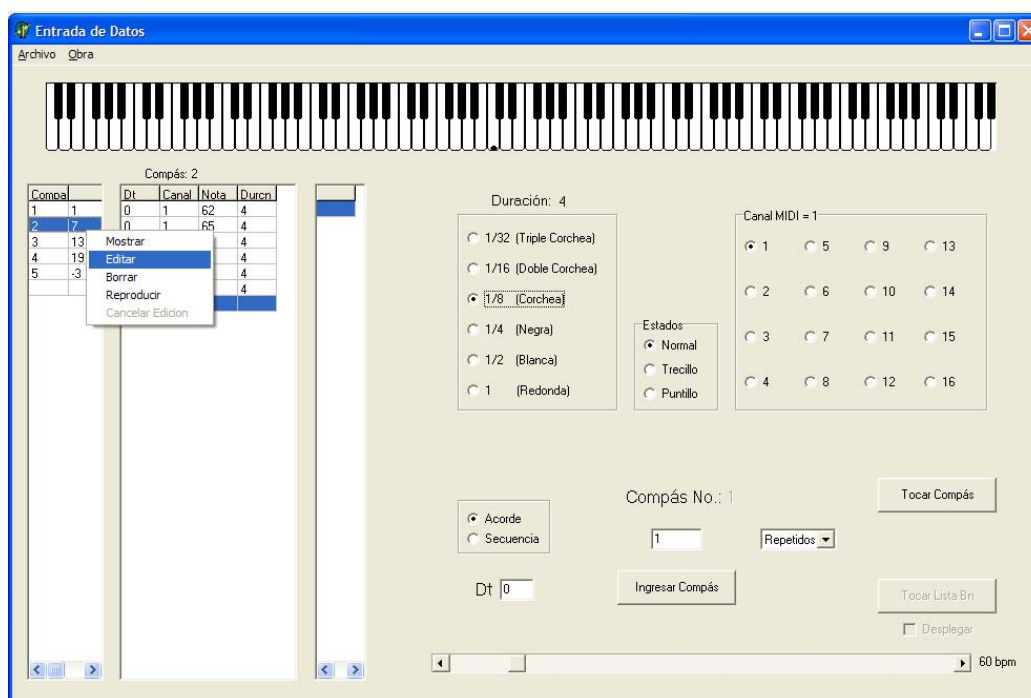 Entrada de Datos
Archivo Obra
Compás: 2
Compa
1 1
2 7
3 13
4 19
5 -3
Dt Canal Nota Durcn
0 1 62 4
0 1 65 4
4
4
4
4
Mostrar
Editar
Borrar
Reproducir
Cancelar Edicion
Duración: 4
1/32 (Triple Corchea)
1/16 (Doble Corchea)
1/8 (Corchea)
1/4 (Negra)
1/2 (Blanca)
1 (Redonda)
Estados
Normal
Trecillo
Puntillo
Canal MIDI = 1
1 5 9 13
2 6 10 14
3 7 11 15
4 8 12 16
Acorde
Secuencia
Dt 0
Compás No.: 1
1
Repetidos
Ingresar Compás
Tocar Compás
Tocar Lista Bn
Desplegar
60 bpm